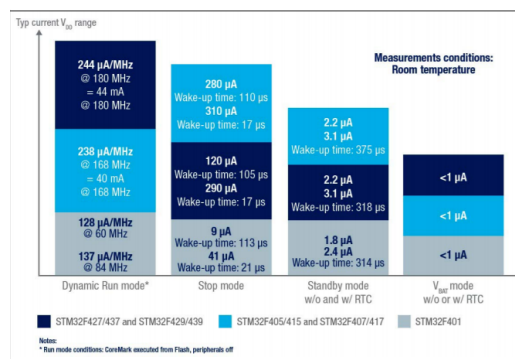 Typ current VDD range
Measurements conditions:
Room temperature
244 µA/MHz
@ 180 MHz
= 44 mA
@ 180 MHz
238 µA/MHz
@ 168 MHz
= 40 mA
@ 168 MHz
128 µA/MHz
@ 60 MHz
137 µA/MHz
@ 84 MHz
280 µA
Wake-up time: 110 µs
310 µA
Wake-up time: 17 µs
120 µA
Wake-up time: 105 µs
290 µA
Wake-up time: 17 µs
9 µA
Wake-up time: 113 µs
41 µA
Wake-up time: 21 µs
2.2 µA
3.1 µA
Wake-up time: 375 µs
2.2 µA
3.1 µA
Wake-up time: 318 µs
1.8 µA
2.4 µA
Wake-up time: 314 µs
<1 µA
<1 µA
<1 µA
Dynamic Run mode*
Stop mode
Standby mode
w/o and w/ RTC
VBAT mode
w/o or w/ RTC
STM32F427/437 and STM32F429/439
STM32F405/415 and STM32F407/417
STM32F401
Notes:
* Run mode conditions: CoreMark executed from Flash, peripherals off